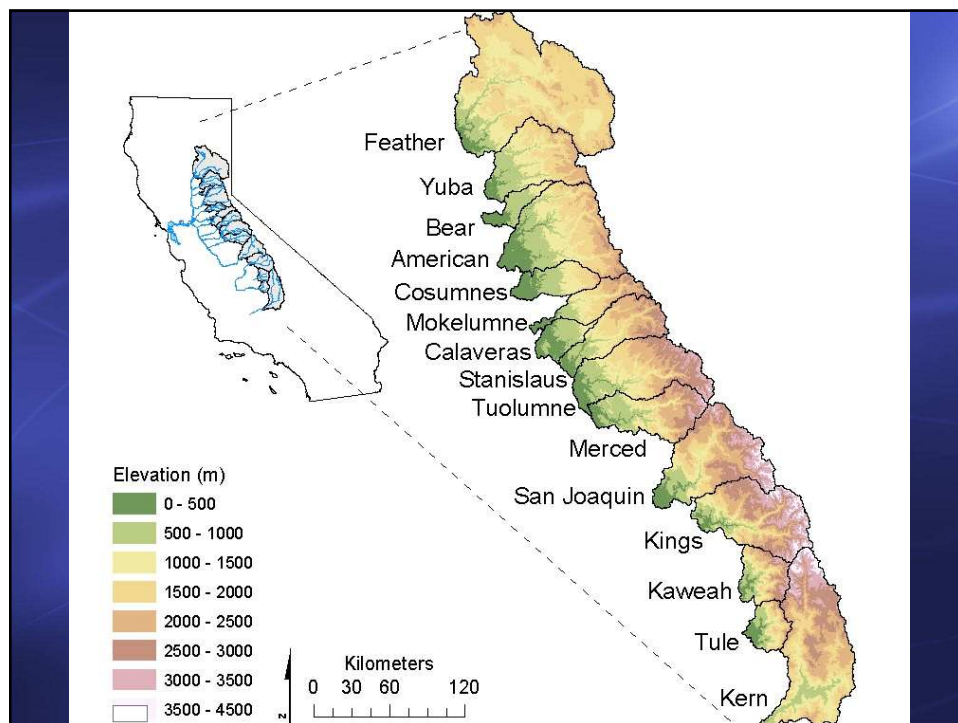 Feather
Yuba
Bear
American
Cosumnes
Mokelumne
Calaveras
Stanislaus
Tuolumne
Merced
San Joaquin
Kings
Kaweah
Tule
Kern
Elevation (m)
0 - 500
500 - 1000
1000 - 1500
1500 - 2000
2000 - 2500
2500 - 3000
3000 - 3500
3500 - 4500
N
Kilometers
0 30 60 120